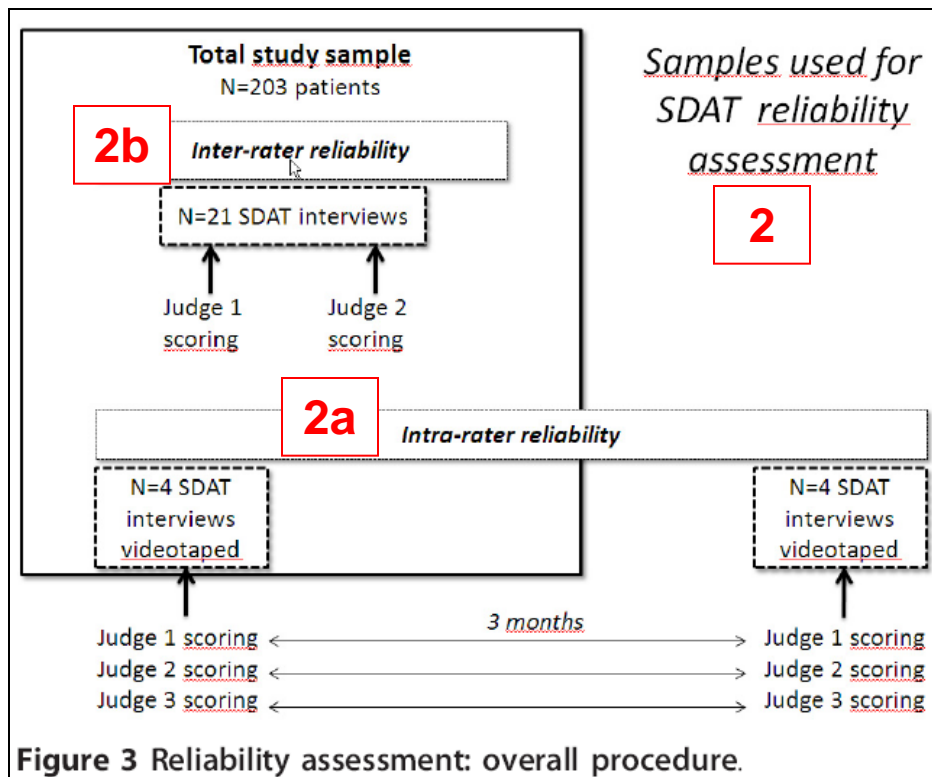 Total study sample
N=203 patients
Samples used for
SDAT reliability
assessment
2
2b
Inter-rater reliability
N=21 SDAT interviews
Judge 1
scoring
Judge 2
scoring
2a
Intra-rater reliability
N=4 SDAT
interviews
videotaped
N=4 SDAT
interviews
videotaped
3 months
Judge 1 scoring
Judge 2 scoring
Judge 3 scoring
Judge 1 scoring
Judge 2 scoring
Judge 3 scoring
Figure 3 Reliability assessment: overall procedure.